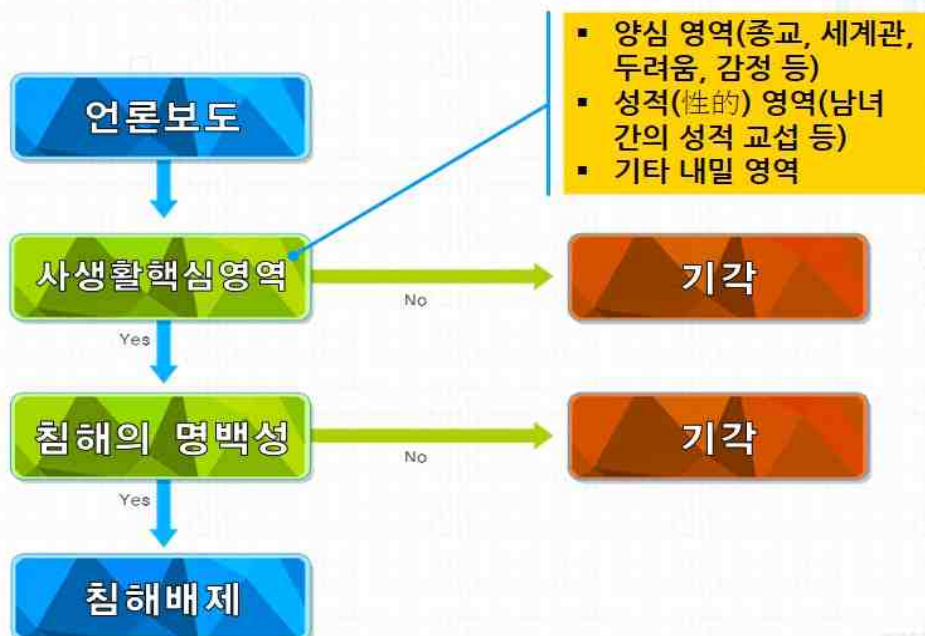 ▪ 양심 영역(종교, 세계관,
두려움, 감정 등)
▪ 성적(性的) 영역(남녀
간의 성적 교섭 등)
▪ 기타 내밀 영역
언론보도
사생활핵심영역
No
기각
Yes
침해의 명백성
No
기각
Yes
침해배제